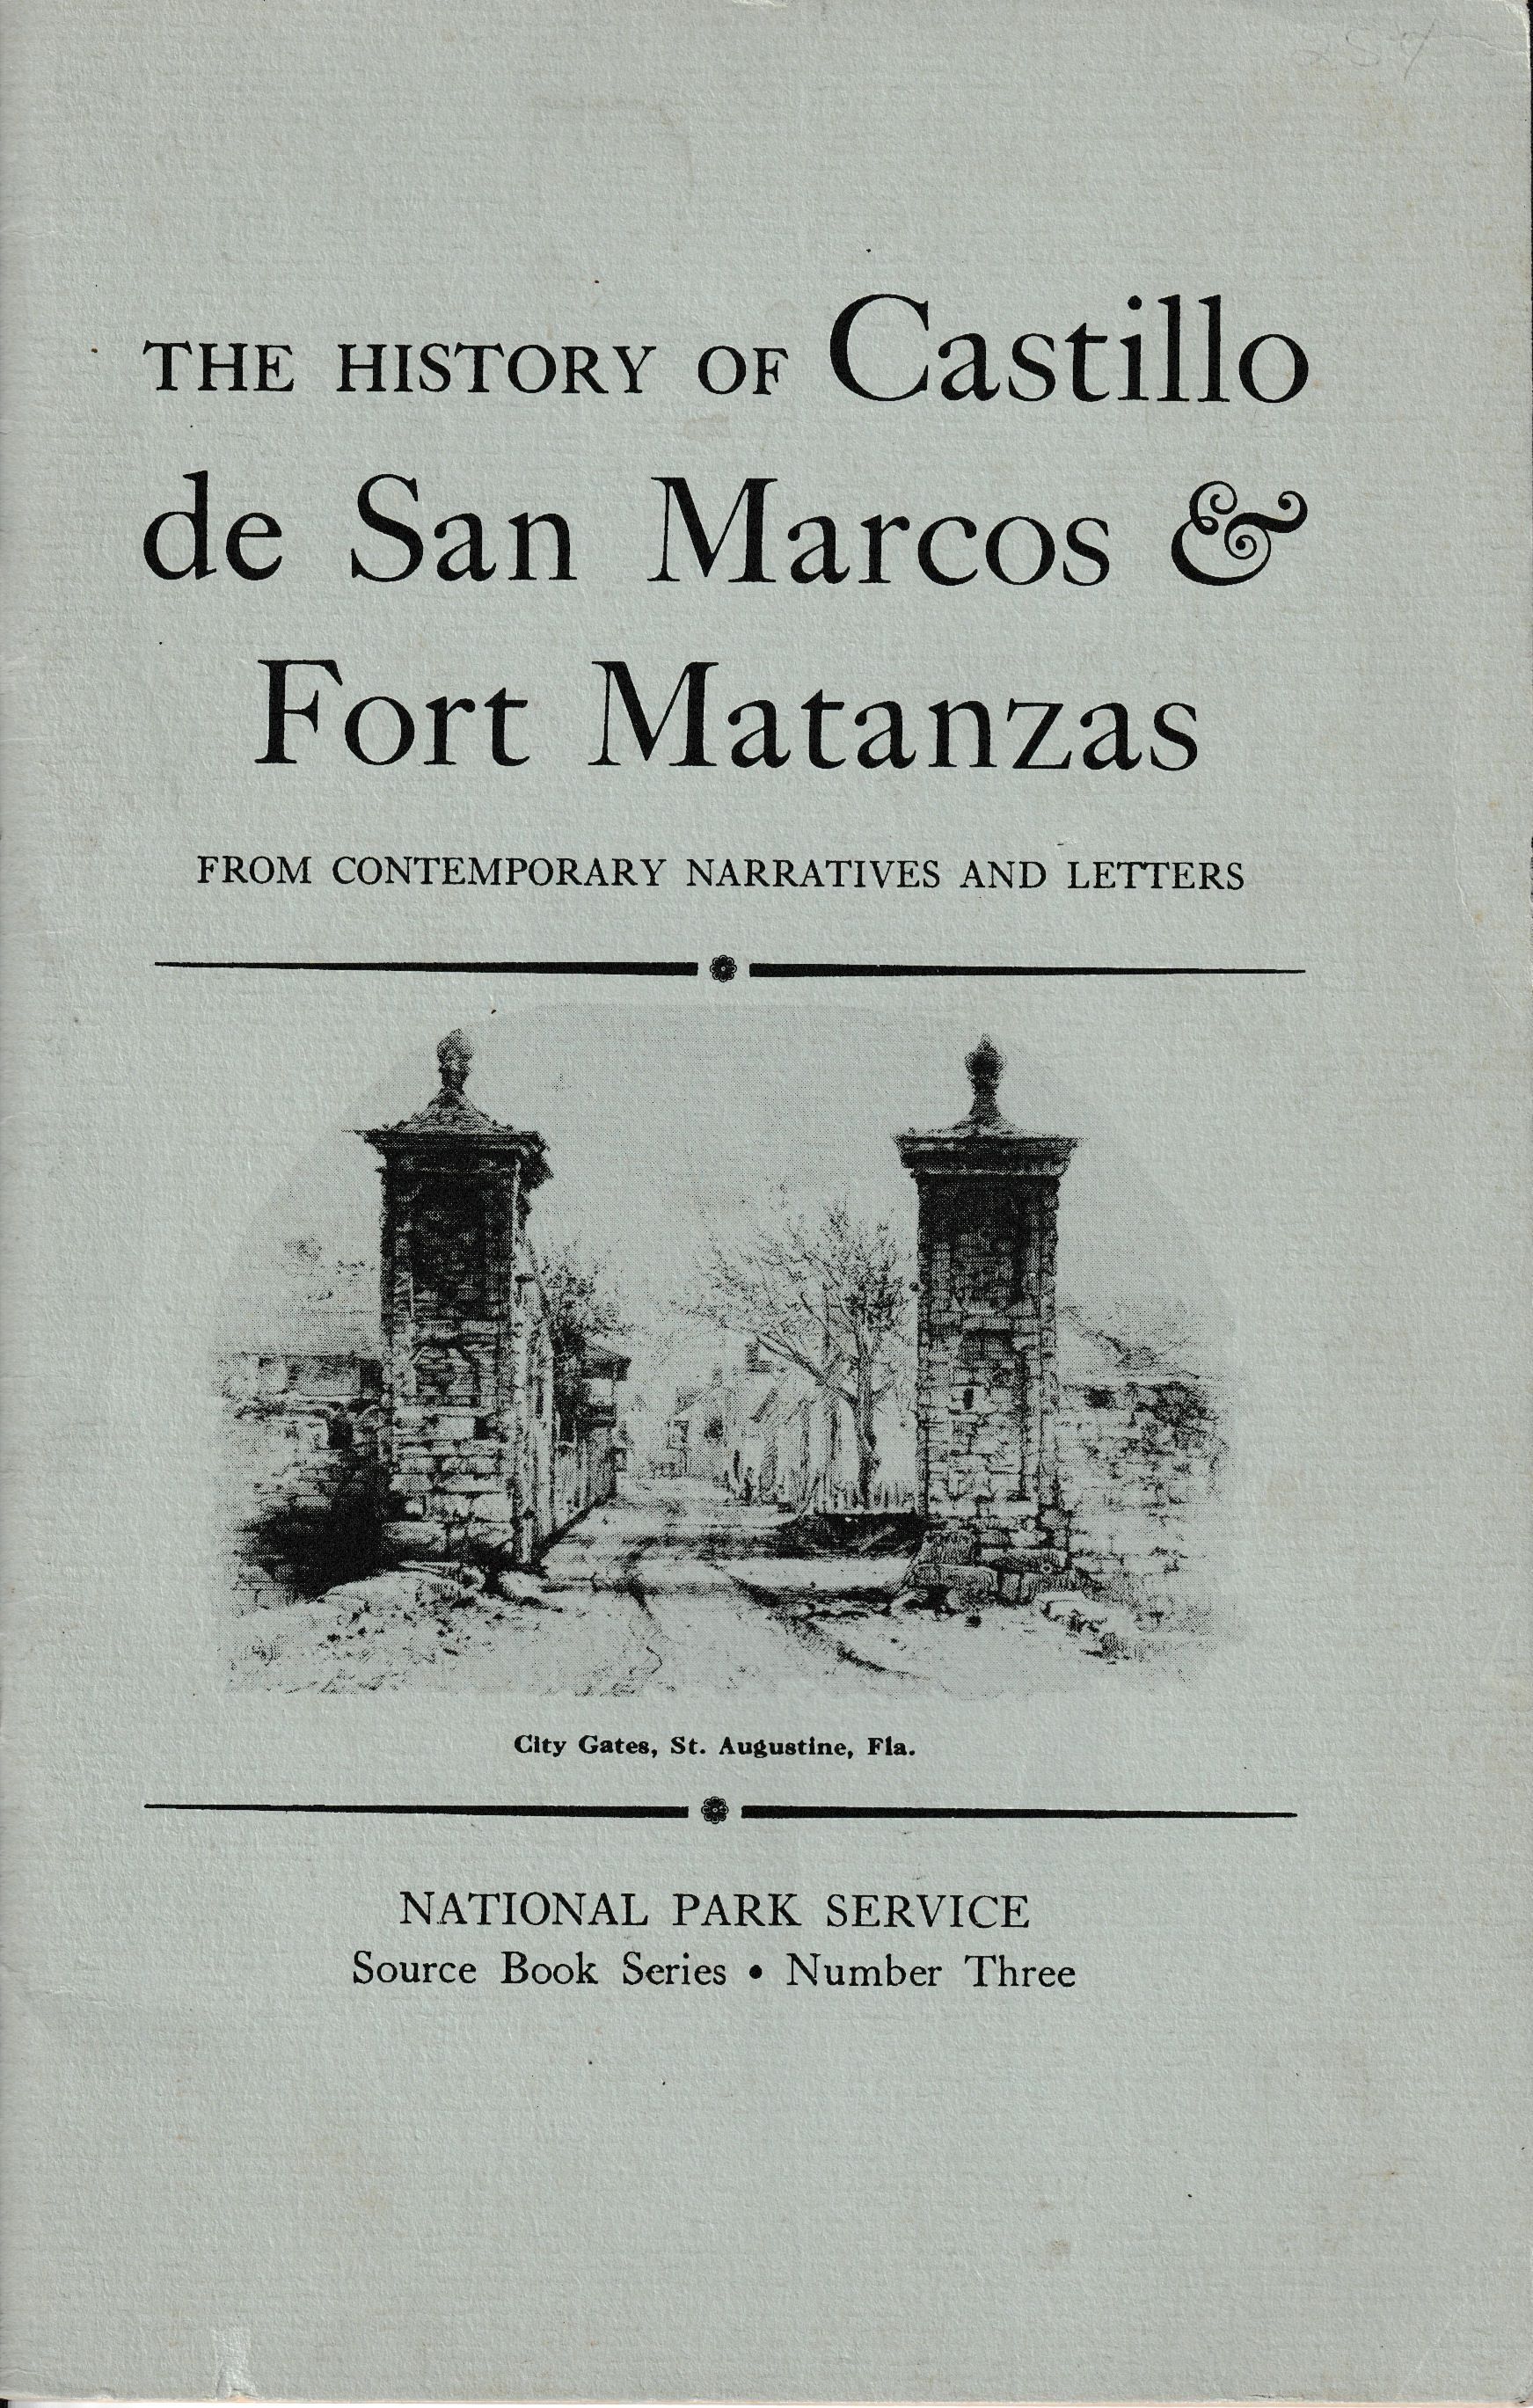 THE HISTORY OF Castillo
de San Marcos &
Fort Matanzas
FROM CONTEMPORARY NARRATIVES AND LETTERS
City Gates, St. Augustine, Fla.
NATIONAL PARK SERVICE
Source Book Series • Number Three